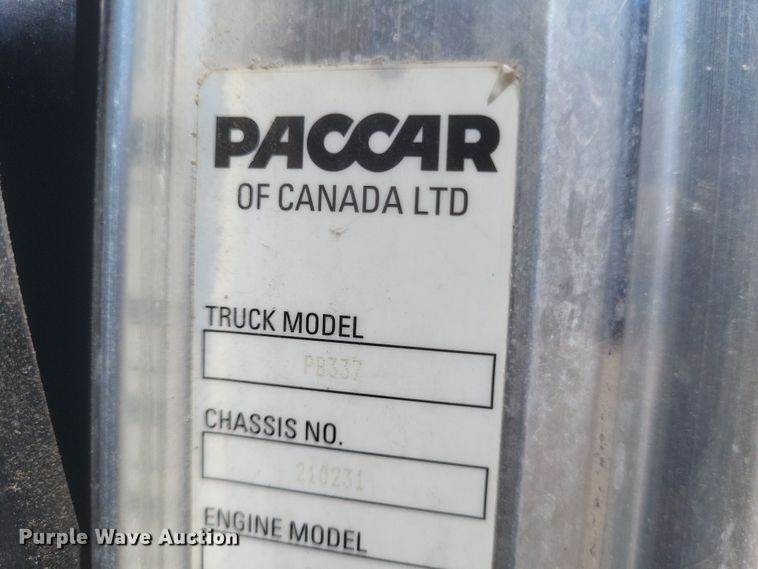 PACCAR
OF CANADA LTD
TRUCK MODEL
PB337
CHASSIS NO.
210231
ENGINE MODEL
Purple Wave Auction